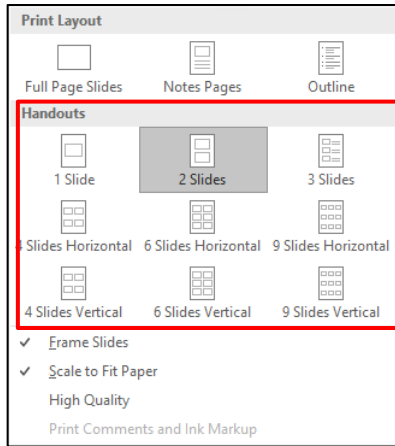 Print Layout
Full Page Slides Notes Pages Outline
Handouts
1 Slide 2 Slides 3 Slides
4 Slides Horizontal 6 Slides Horizontal 9 Slides Horizontal
4 Slides Vertical 6 Slides Vertical 9 Slides Vertical
Frame Slides
Scale to Fit Paper
High Quality
Print Comments and Ink Markup